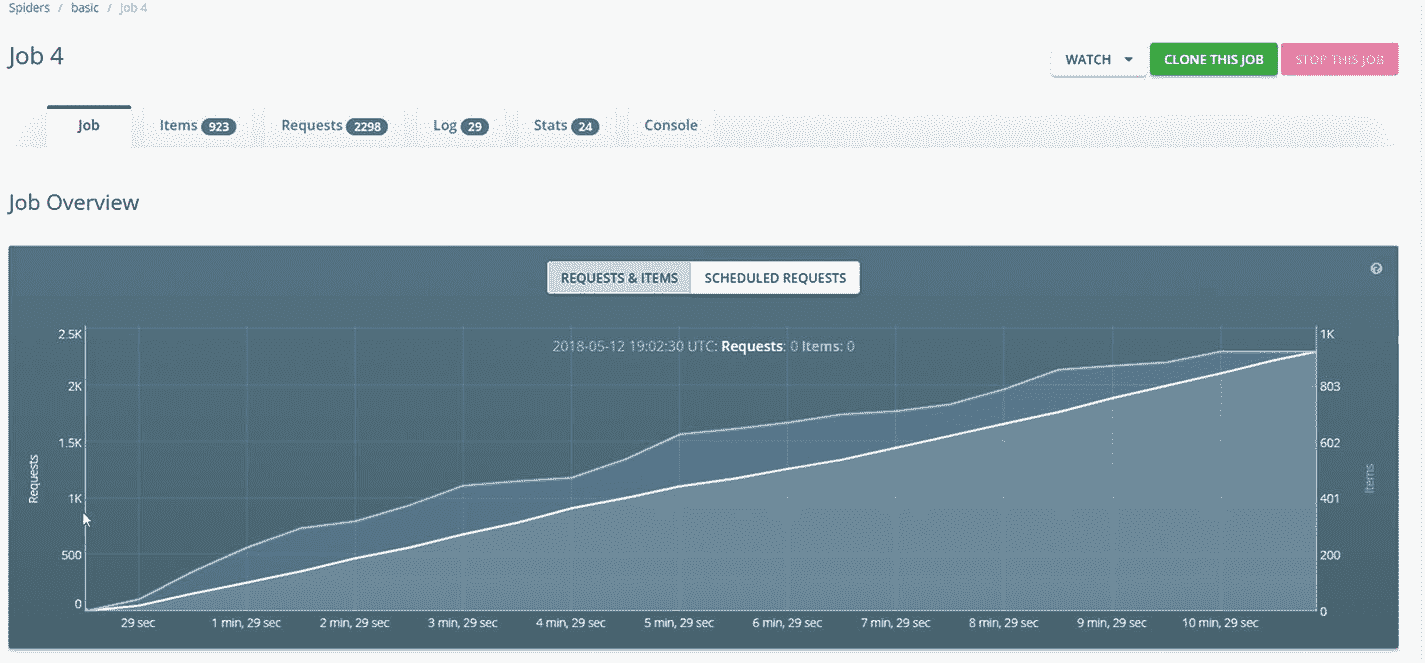 Spiders / basic / Job 4
Job 4
WATCH CLONE THIS JOB STOP THIS JOB
Job Items 923 Requests 2298 Log 29 Stats 24 Console
Job Overview
REQUESTS & ITEMS SCHEDULED REQUESTS
2018-05-12 19:02:30 UTC: Requests: 0 Items: 0
2.5K 1K
2K 803
1.5K 602
1K 401
500 200
0 0
Requests
Items
29 sec 1 min, 29 sec 2 min, 29 sec 3 min, 29 sec 4 min, 29 sec 5 min, 29 sec 6 min, 29 sec 7 min, 29 sec 8 min, 29 sec 9 min, 29 sec 10 min, 29 sec